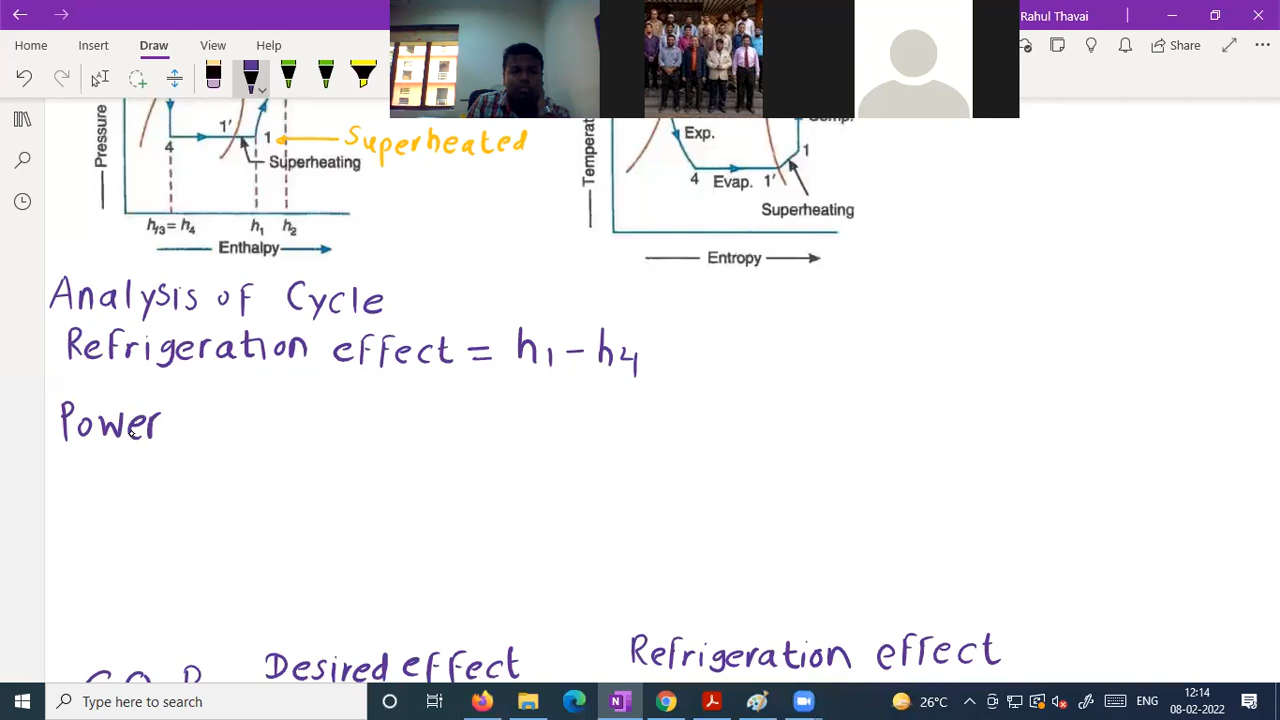 Rahul Thavai
Home Insert Draw View Help
Share
Pressure
4 1' 1
Superheated
Superheating
hf3 = h4 h1 h2
Enthalpy
Exp.
4 Evap. 1' 1
Superheating
Entropy
Analysis of Cycle
Refrigeration effect = h1 - h4
Power
Desired effect
Refrigeration effect
Type here to search
26°C
ENG
12:14
08-02-2022